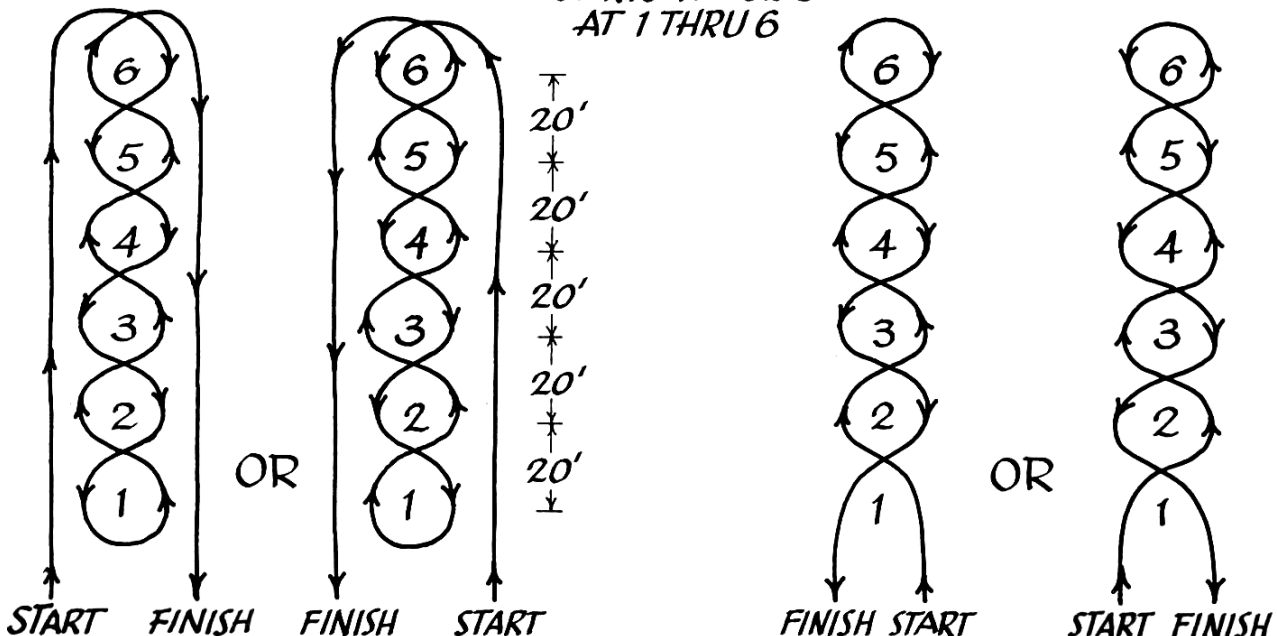 AT 1 THRU 6
6 6 20' 6 6
5 5 20' 5 5
4 4 20' 4 4
3 3 20' 3 3
2 2 20' 2 2
OR OR
1 1 1 1
START FINISH FINISH START FINISH START START FINISH